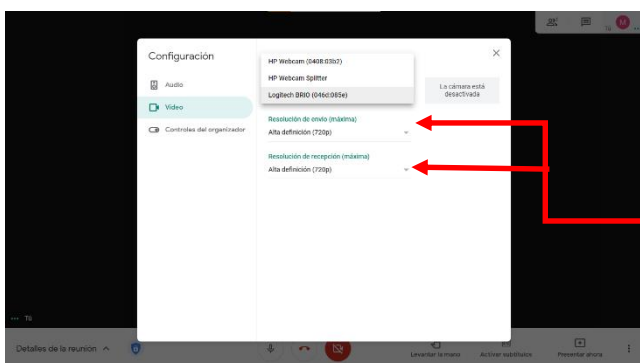 Tú
Configuración
Audio
Vídeo
Controles del organizador
HP Webcam (0408:03b2)
HP Webcam Splitter
Logitech BRIO (046d:085e)
La cámara está
desactivada
Resolución de envío (máxima)
Alta definición (720p)
Resolución de recepción (máxima)
Alta definición (720p)
Tú
Detalles de la reunión
Levantar la mano
Activar subtítulos
Presentar ahora